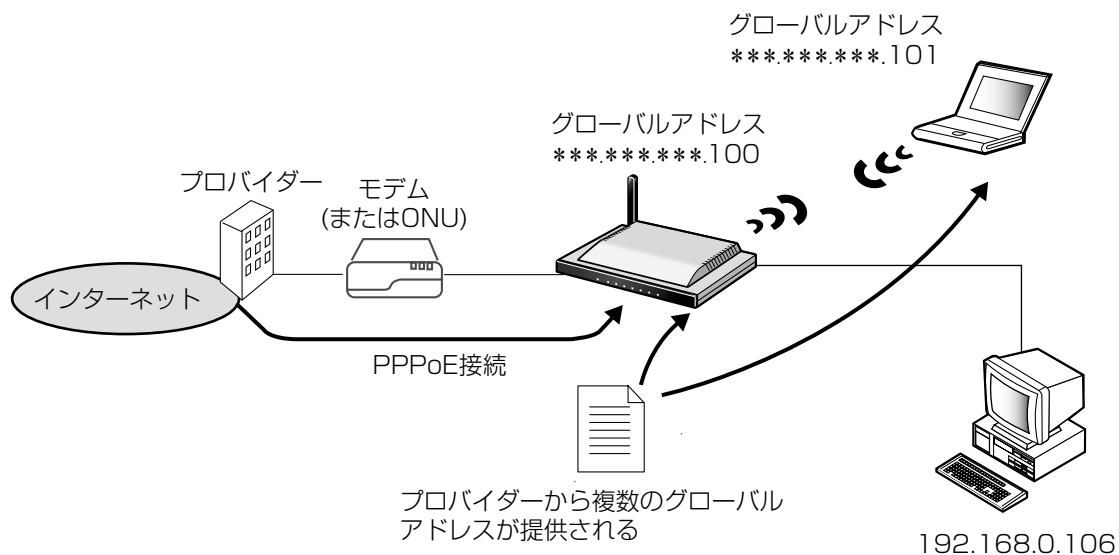 グローバルアドレス
***.***.***.101
グローバルアドレス
***.***.***.100
プロバイダー
モデム
(またはONU)
インターネット
PPPoE接続
プロバイダーから複数のグローバル
アドレスが提供される
192.168.0.106